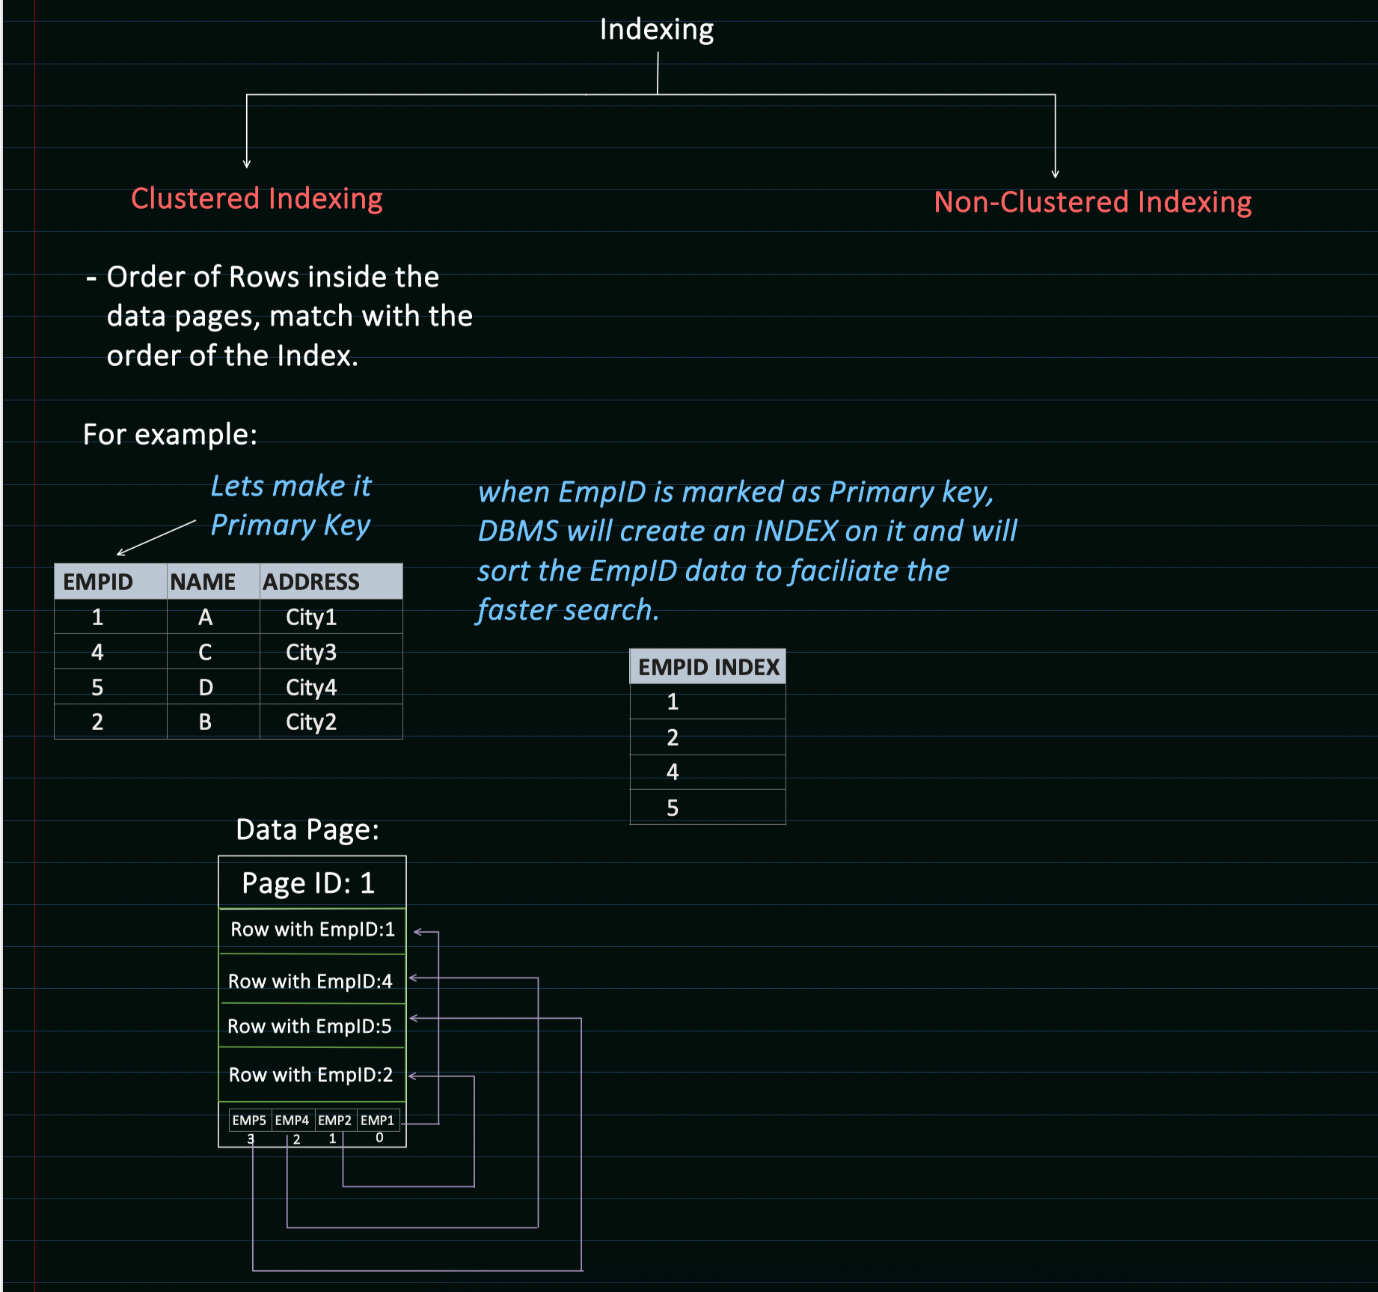 Indexing
Clustered Indexing
Non-Clustered Indexing
- Order of Rows inside the
data pages, match with the
order of the Index.
For example:
Lets make it
Primary Key
when EmpID is marked as Primary key,
DBMS will create an INDEX on it and will
sort the EmpID data to faciliate the
faster search.
EMPID NAME ADDRESS
1 A City1
4 C City3
5 D City4
2 B City2
EMPID INDEX
1
2
4
5
Data Page:
Page ID: 1
Row with EmpID:1
Row with EmpID:4
Row with EmpID:5
Row with EmpID:2
EMP5 EMP4 EMP2 EMP1
3 2 1 0